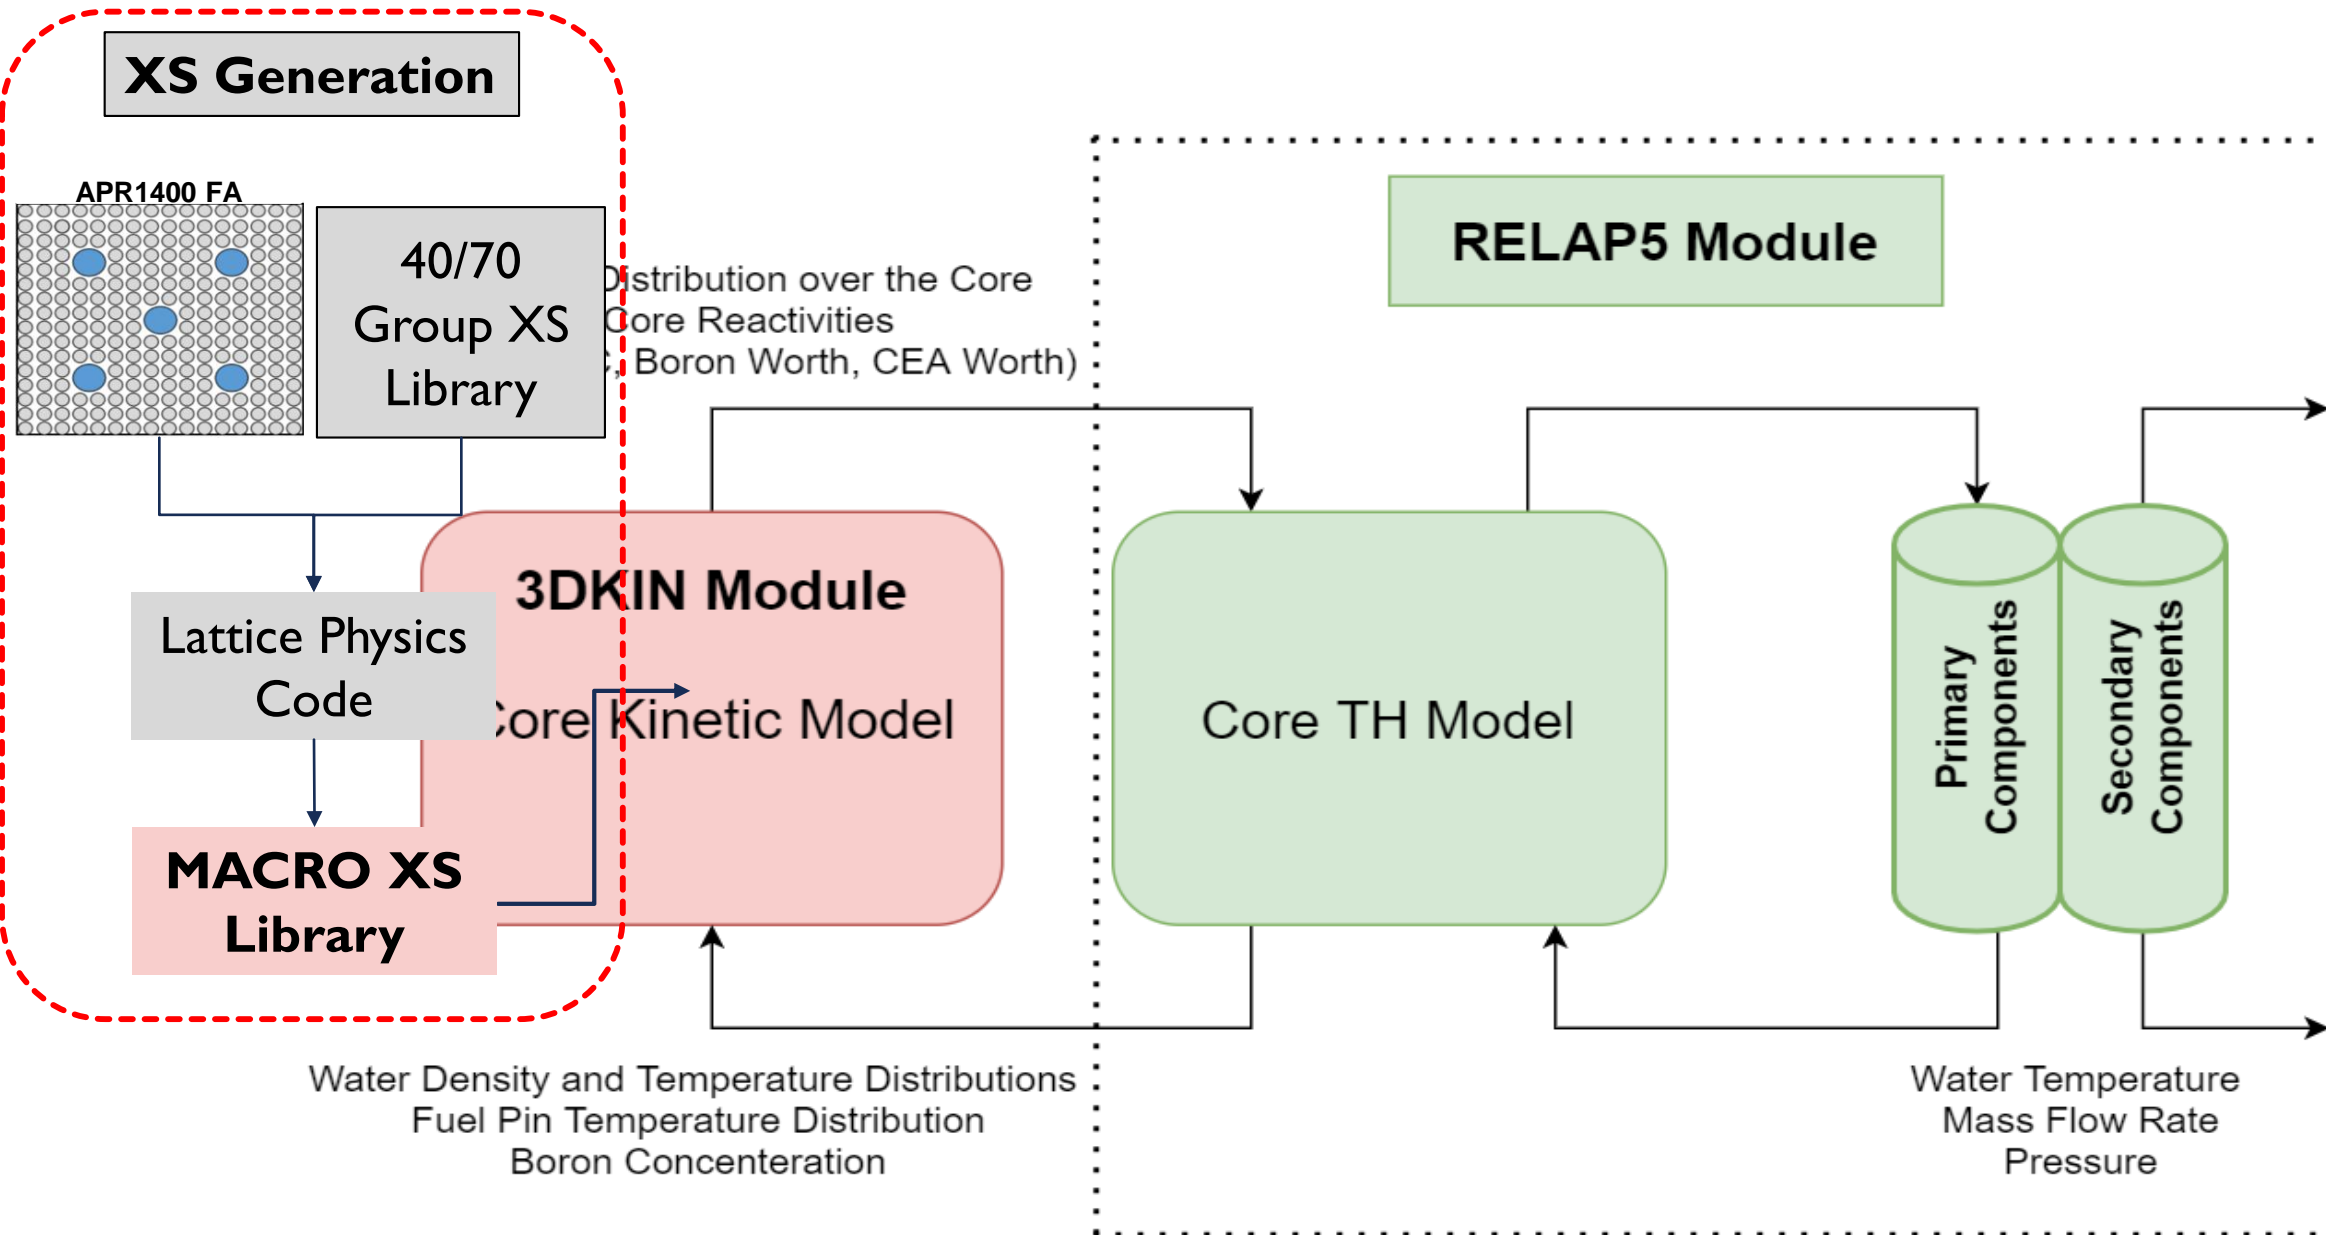 XS Generation
APR1400 FA
40/70
Group XS
Library
Distribution over the Core
Core Reactivities
, Boron Worth, CEA Worth)
RELAP5 Module
Lattice Physics
Code
MACRO XS
Library
3DKIN Module
Core Kinetic Model
Core TH Model
Primary
Components
Secondary
Components
Water Density and Temperature Distributions
Fuel Pin Temperature Distribution
Boron Concenteration
Water Temperature
Mass Flow Rate
Pressure